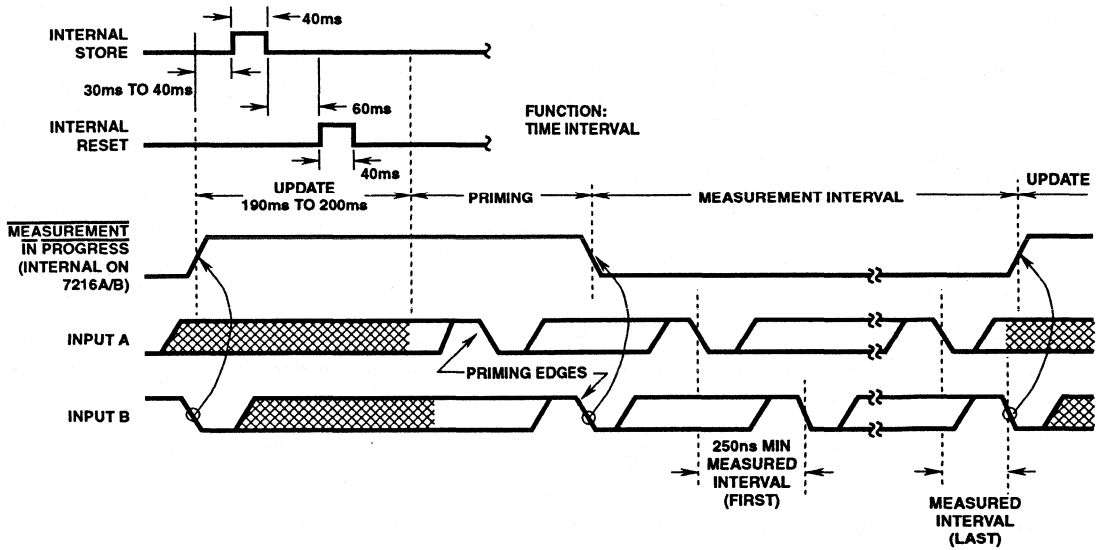 40ms
INTERNAL
STORE
30ms TO 40ms
60ms
FUNCTION:
TIME INTERVAL
INTERNAL
RESET
40ms
UPDATE
190ms TO 200ms
PRIMING
MEASUREMENT INTERVAL
UPDATE
MEASUREMENT
IN PROGRESS
(INTERNAL ON
7216A/B)
INPUT A
PRIMING EDGES
INPUT B
250ns MIN
MEASURED
INTERVAL
(FIRST)
MEASURED
INTERVAL
(LAST)